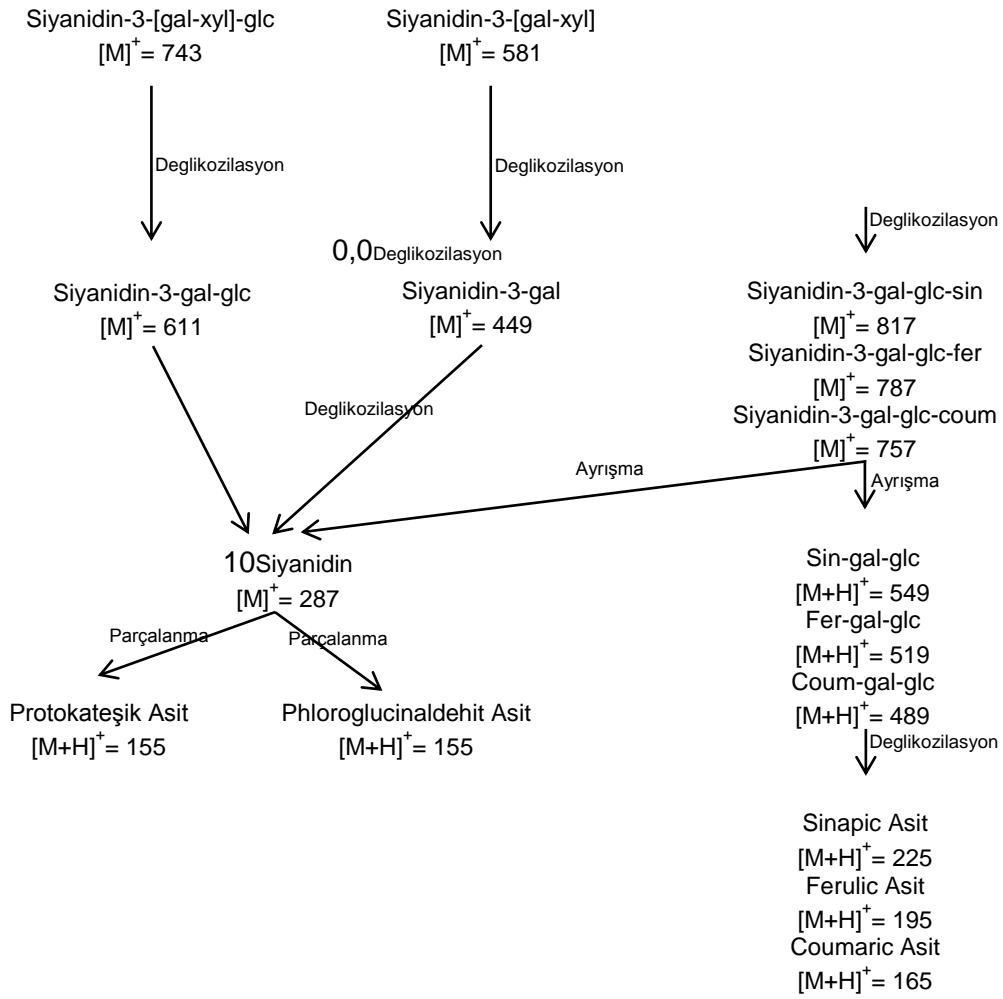 Siyanidin-3-[gal-xyl]-glc
[M]+= 743
Siyanidin-3-[gal-xyl]
[M]+= 581
Deglikozilasyon
Deglikozilasyon
Deglikozilasyon
0,0Deglikozilasyon
Siyanidin-3-gal-glc
[M]+= 611
Siyanidin-3-gal
[M]+= 449
Siyanidin-3-gal-glc-sin
[M]+= 817
Siyanidin-3-gal-glc-fer
[M]+= 787
Siyanidin-3-gal-glc-coum
[M]+= 757
Deglikozilasyon
Ayrışma
Ayrışma
10Siyanidin
[M]+= 287
Sin-gal-glc
[M+H]+= 549
Fer-gal-glc
[M+H]+= 519
Coum-gal-glc
[M+H]+= 489
Parçalanma
Parçalanma
Protokateşik Asit
[M+H]+= 155
Phloroglucinaldehit Asit
[M+H]+= 155
Deglikozilasyon
Sinapic Asit
[M+H]+= 225
Ferulic Asit
[M+H]+= 195
Coumaric Asit
[M+H]+= 165